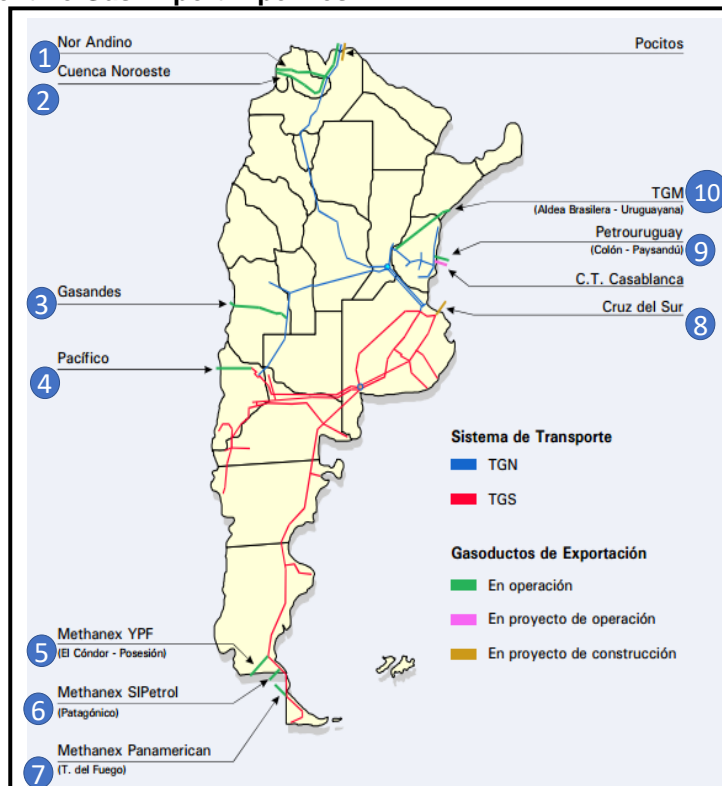 1 Nor Andino
2 Cuenca Noroeste
Pocitos
TGM 10
(Aldea Brasilera - Uruguayana)
Petrouruguay 9
(Colón - Paysandú)
C.T. Casablanca
Cruz del Sur 8
3 Gasandes
4 Pacífico
Sistema de Transporte
TGN
TGS
Gasoductos de Exportación
En operación
En proyecto de operación
En proyecto de construcción
5 Methanex YPF
(El Cóndor - Posesión)
6 Methanex SIPetrol
(Patagónico)
7 Methanex Panamerican
(T. del Fuego)